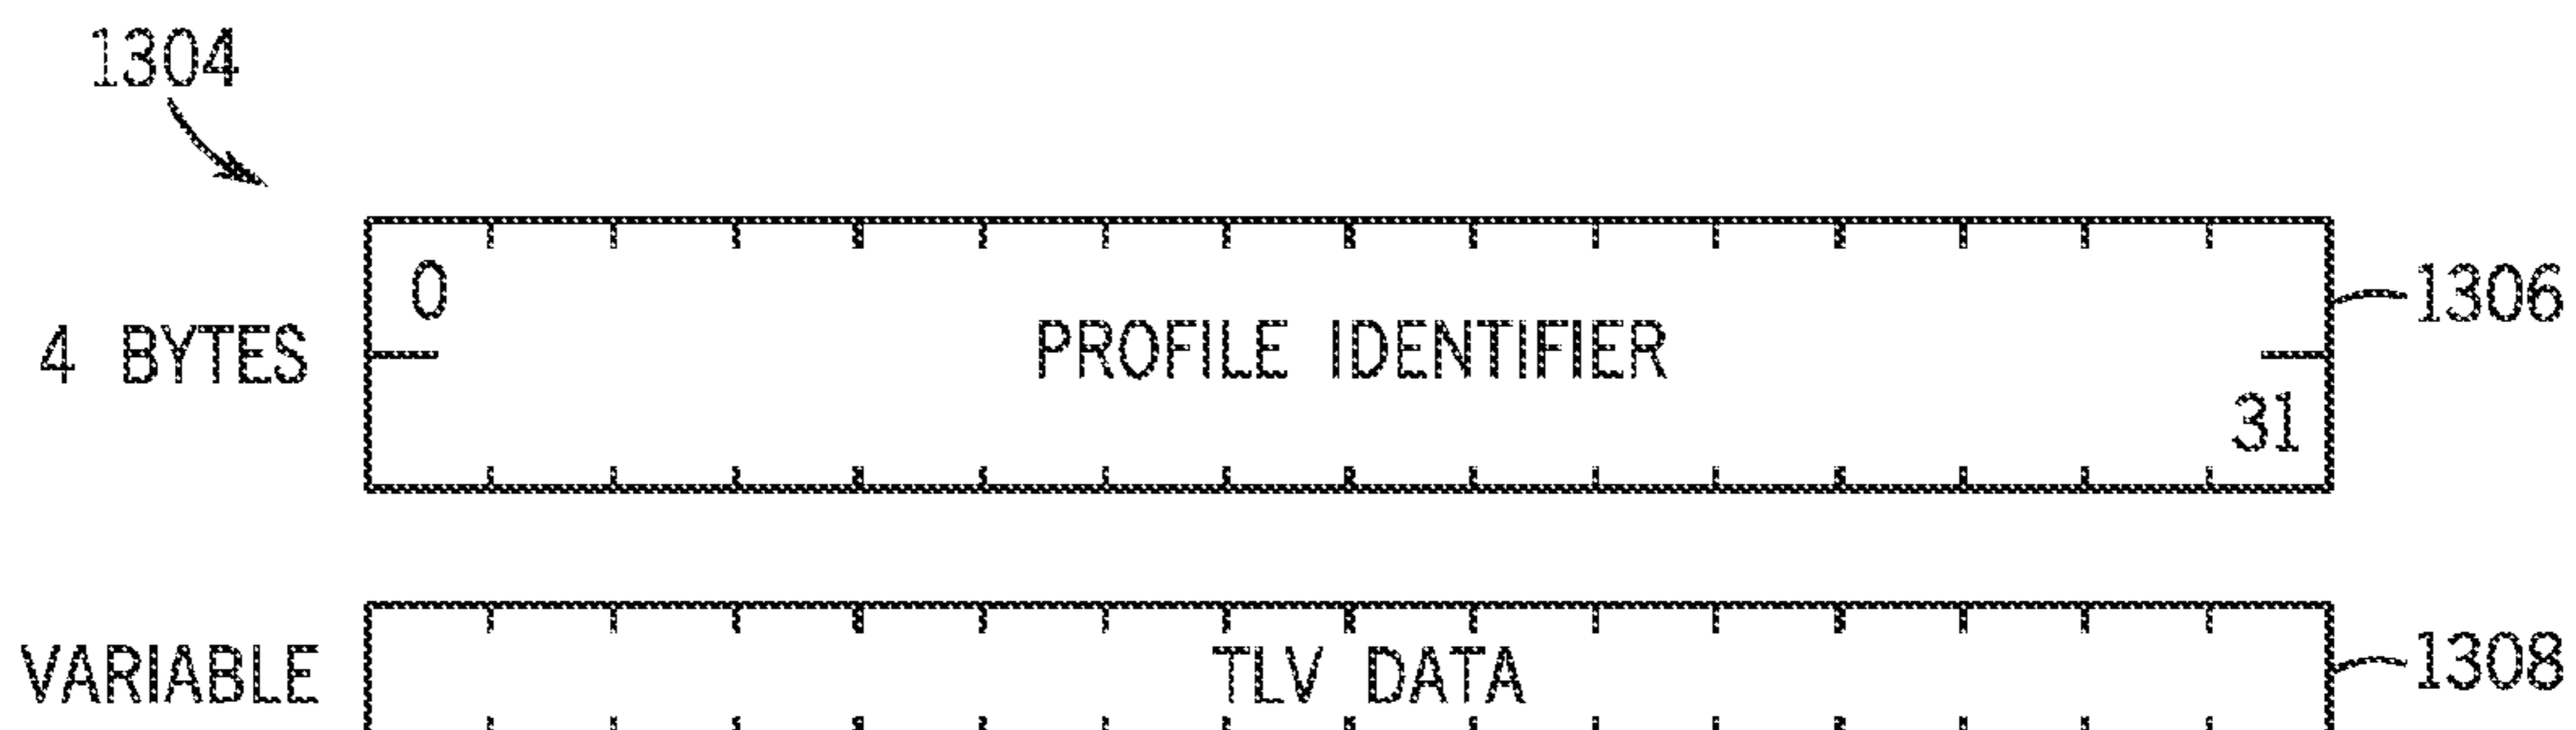 1304
0
4 BYTES PROFILE IDENTIFIER 1306
31
VARIABLE TLV DATA 1308